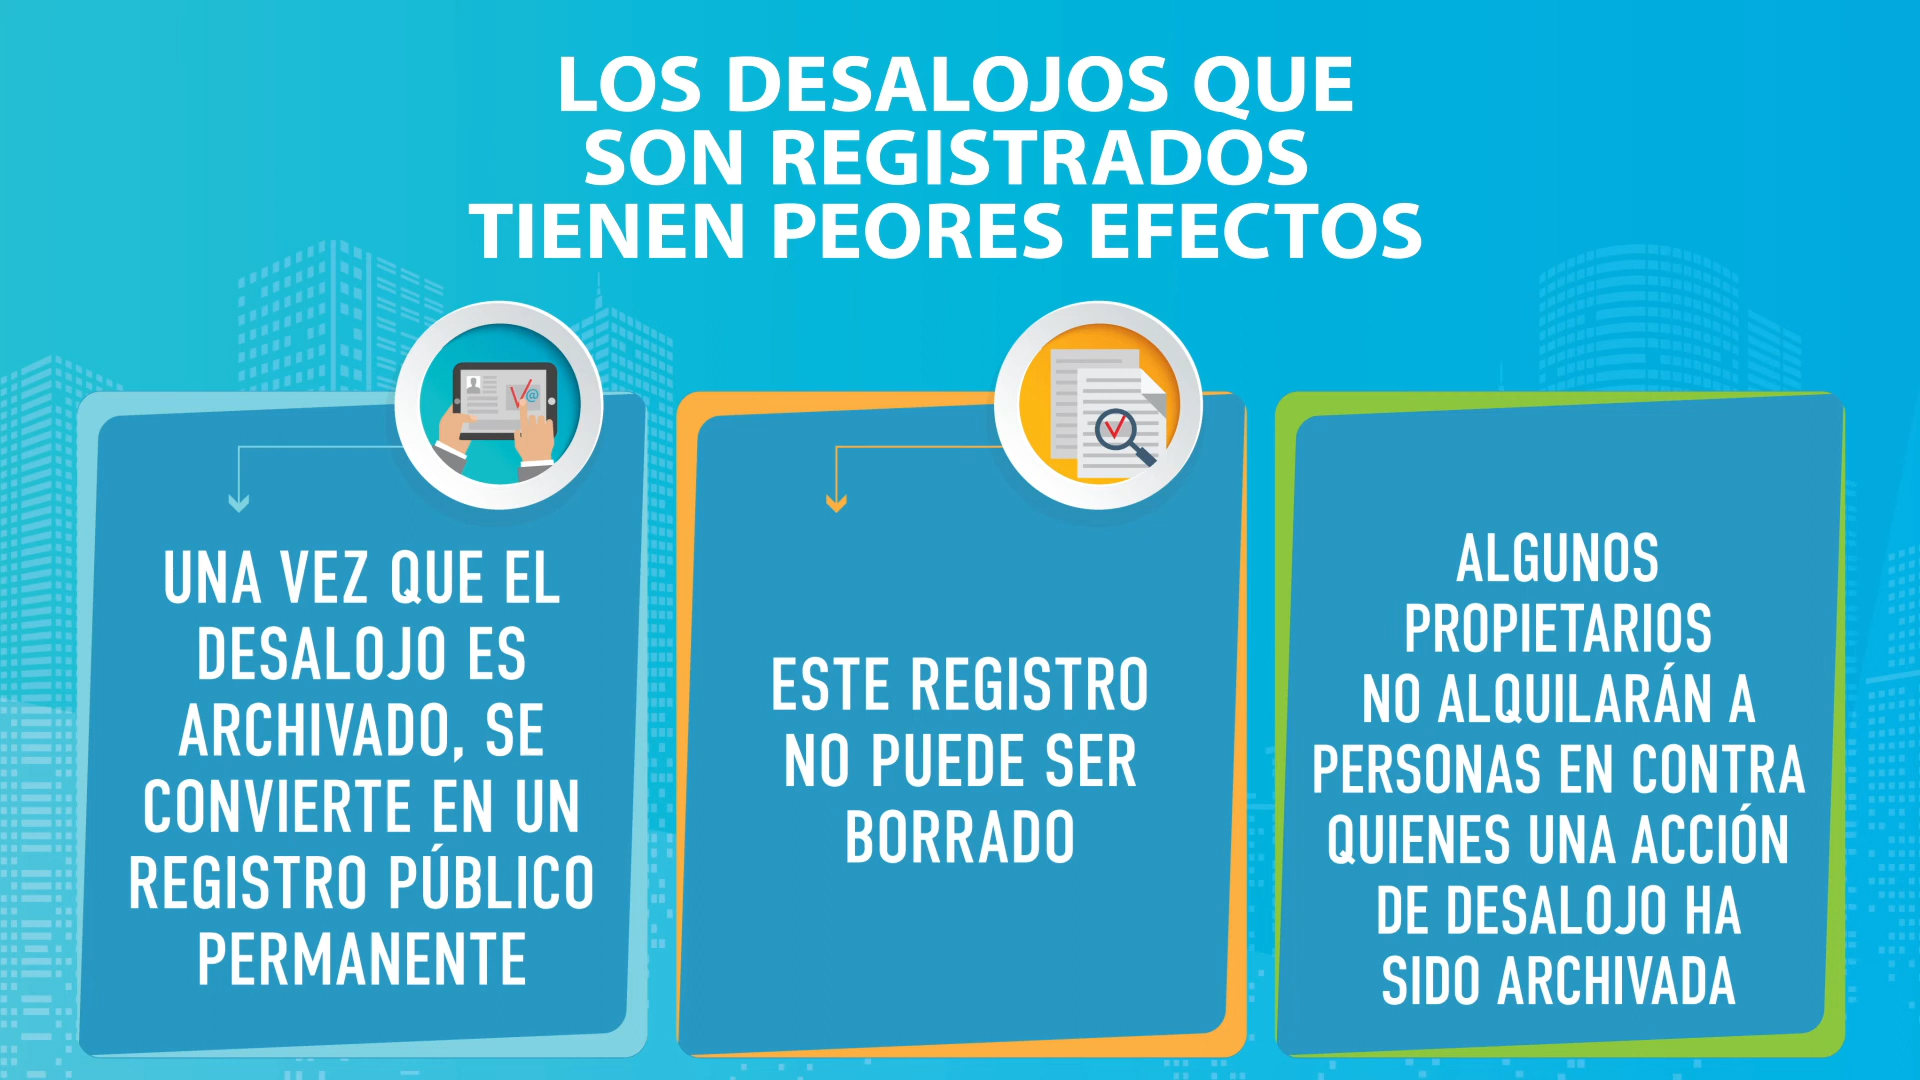 LOS DESALOJOS QUE
SON REGISTRADOS
TIENEN PEORES EFECTOS
UNA VEZ QUE EL
DESALOJO ES
ARCHIVADO, SE
CONVIERTE EN UN
REGISTRO PÚBLICO
PERMANENTE
ESTE REGISTRO
NO PUEDE SER
BORRADO
ALGUNOS
PROPIETARIOS
NO ALQUILARÁN A
PERSONAS EN CONTRA
QUIENES UNA ACCIÓN
DE DESALOJO HA
SIDO ARCHIVADA